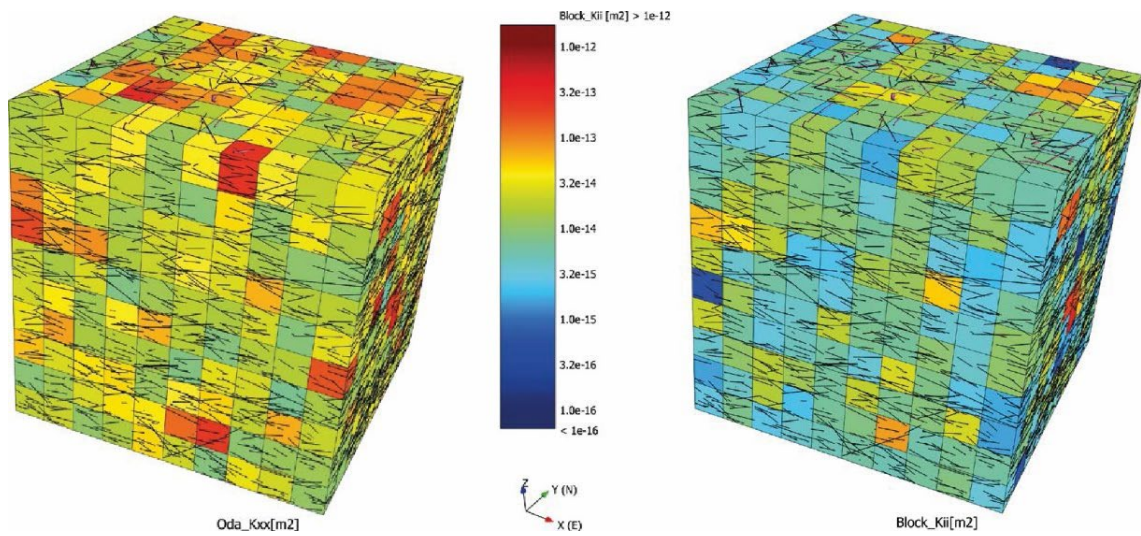 Block_Kii [m2] > 1e-12
1.0e-12
3.2e-13
1.0e-13
3.2e-14
1.0e-14
3.2e-15
1.0e-15
3.2e-16
1.0e-16
< 1e-16
Z
Y (N)
X (E)
Oda_Kxx[m2]
Block_Kii[m2]